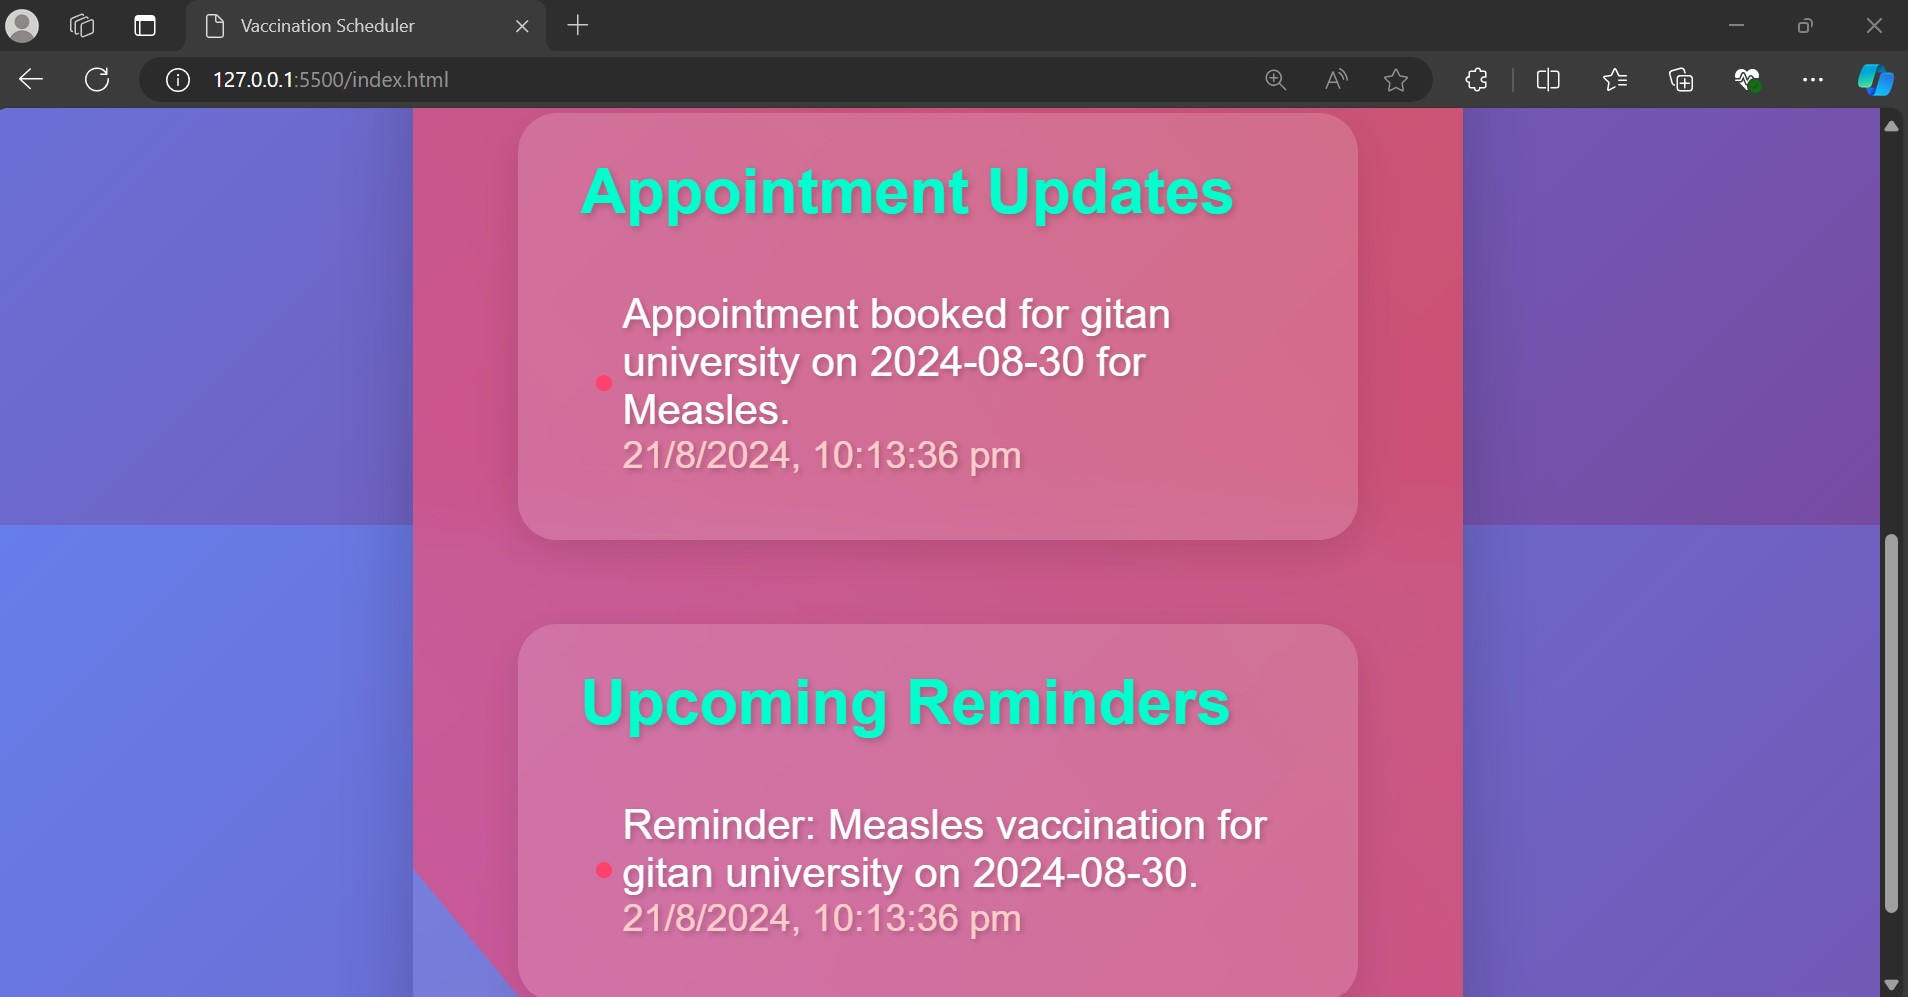 Vaccination Scheduler
127.0.0.1:5500/index.html
Appointment Updates
Appointment booked for gitan
university on 2024-08-30 for
Measles.
21/8/2024, 10:13:36 pm
Upcoming Reminders
Reminder: Measles vaccination for
gitan university on 2024-08-30.
21/8/2024, 10:13:36 pm